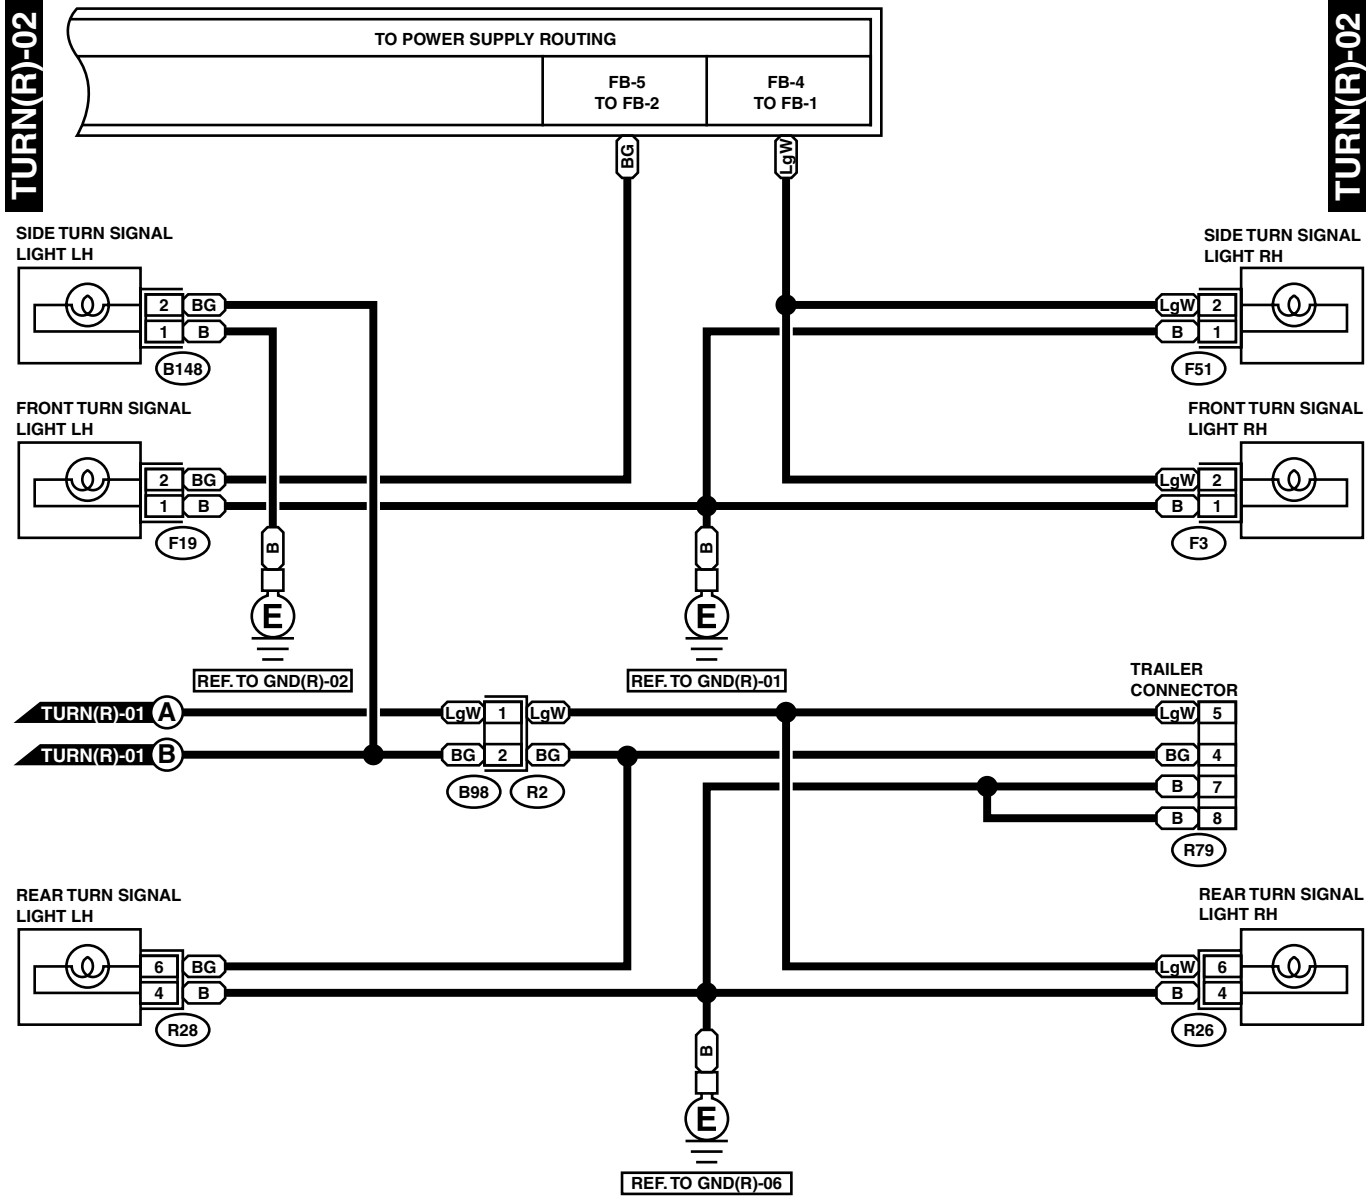 TURN(R)-02
TURN(R)-02
TO POWER SUPPLY ROUTING
FB-5
TO FB-2
FB-4
TO FB-1
BG
LgW
SIDE TURN SIGNAL
LIGHT LH
2 BG
1 B
B148
SIDE TURN SIGNAL
LIGHT RH
LgW 2
B 1
F51
FRONT TURN SIGNAL
LIGHT LH
2 BG
1 B
F19
FRONT TURN SIGNAL
LIGHT RH
LgW 2
B 1
F3
B
E
REF. TO GND(R)-02
B
E
REF. TO GND(R)-01
TURN(R)-01 A
TURN(R)-01 B
LgW 1 LgW
BG 2 BG
B98 R2
TRAILER
CONNECTOR
LgW 5
BG 4
B 7
B 8
R79
REAR TURN SIGNAL
LIGHT LH
6 BG
4 B
R28
REAR TURN SIGNAL
LIGHT RH
LgW 6
B 4
R26
B
E
REF. TO GND(R)-06